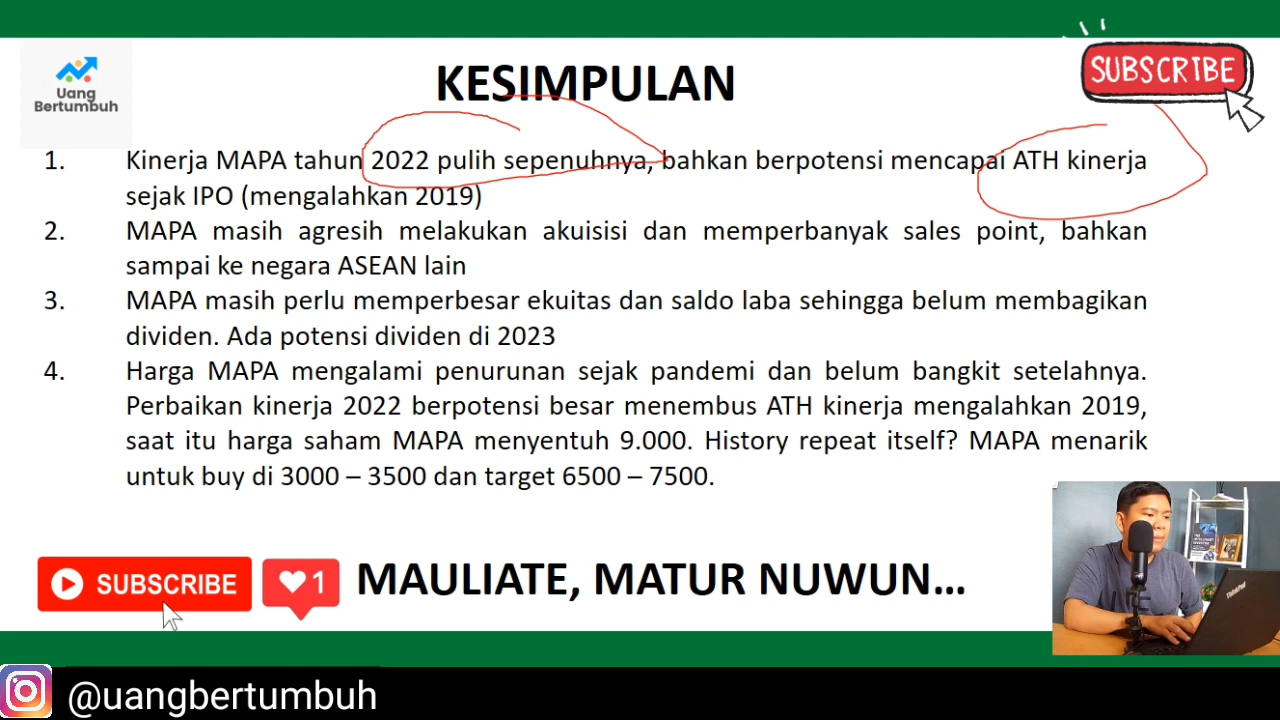 Uang
Bertumbuh
KESIMPULAN
SUBSCRIBE
1. Kinerja MAPA tahun 2022 pulih sepenuhnya, bahkan berpotensi mencapai ATH kinerja
sejak IPO (mengalahkan 2019)
2. MAPA masih agresih melakukan akuisisi dan memperbanyak sales point, bahkan
sampai ke negara ASEAN lain
3. MAPA masih perlu memperbesar ekuitas dan saldo laba sehingga belum membagikan
dividen. Ada potensi dividen di 2023
4. Harga MAPA mengalami penurunan sejak pandemi dan belum bangkit setelahnya.
Perbaikan kinerja 2022 berpotensi besar menembus ATH kinerja mengalahkan 2019,
saat itu harga saham MAPA menyentuh 9.000. History repeat itself? MAPA menarik
untuk buy di 3000 – 3500 dan target 6500 – 7500.
SUBSCRIBE
1
MAULIATE, MATUR NUWUN...
ThinkPad
@uangbertumbuh